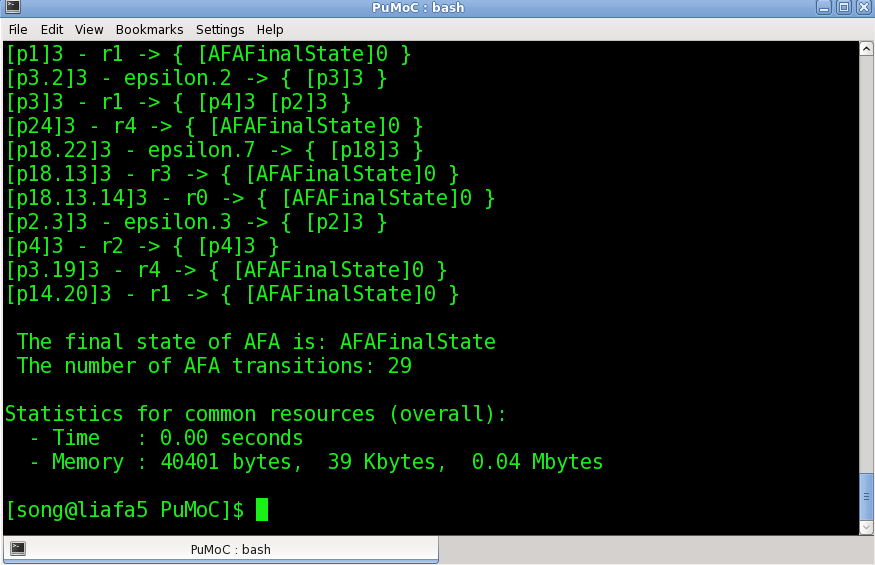 PuMoC : bash
File Edit View Bookmarks Settings Help
[p1]3 - r1 -> { [AFAFinalState]0 }
[p3.2]3 - epsilon.2 -> { [p3]3 }
[p3]3 - r1 -> { [p4]3 [p2]3 }
[p24]3 - r4 -> { [AFAFinalState]0 }
[p18.22]3 - epsilon.7 -> { [p18]3 }
[p18.13]3 - r3 -> { [AFAFinalState]0 }
[p18.13.14]3 - r0 -> { [AFAFinalState]0 }
[p2.3]3 - epsilon.3 -> { [p2]3 }
[p4]3 - r2 -> { [p4]3 }
[p3.19]3 - r4 -> { [AFAFinalState]0 }
[p14.20]3 - r1 -> { [AFAFinalState]0 }
The final state of AFA is: AFAFinalState
The number of AFA transitions: 29
Statistics for common resources (overall):
- Time   : 0.00 seconds
- Memory : 40401 bytes,  39 Kbytes,  0.04 Mbytes
[song@liafa5 PuMoC]$
PuMoC : bash